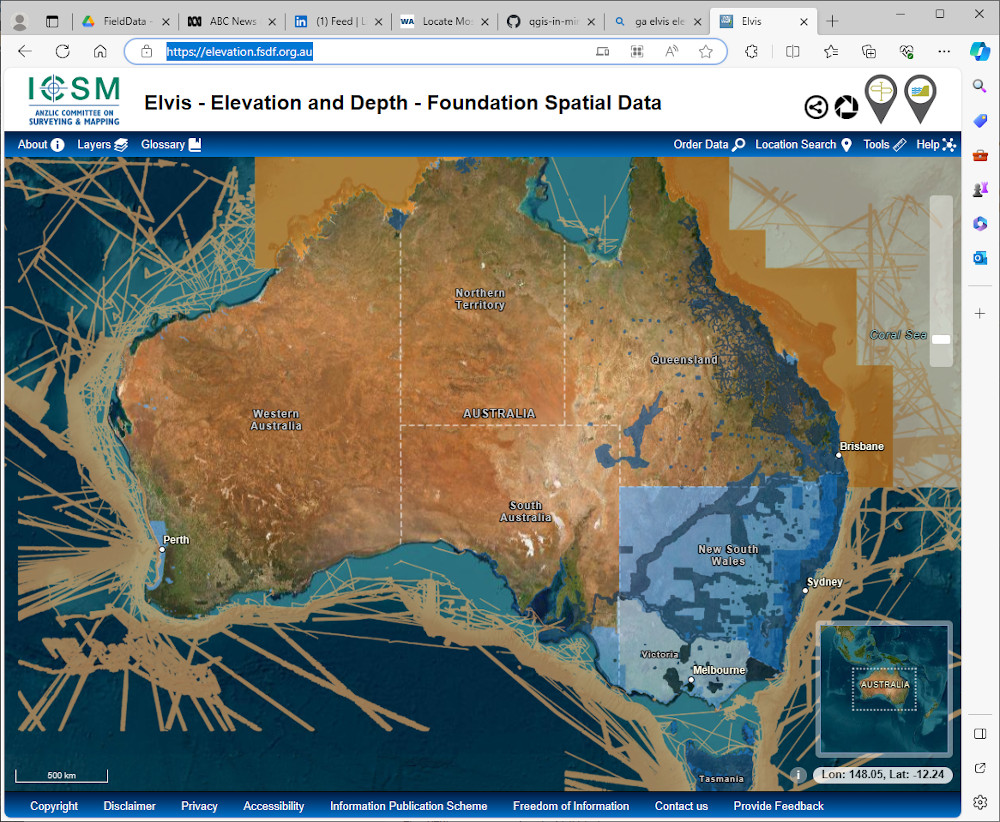 FieldData -
ABC News
(1) Feed | L
WA
Locate Mo
qgis-in-mi
ga elvis ele
Elvis
https://elevation.fsdf.org.au
ICSM
ANZLIC COMMITTEE ON
SURVEYING & MAPPING
Elvis - Elevation and Depth - Foundation Spatial Data
About Layers Glossary Order Data Location Search Tools Help
Northern
Territory
Coral Sea
Queensland
Western
Australia
AUSTRALIA
Brisbane
South
Australia
Perth
New South
Wales
Sydney
Victoria
Melbourne
AUSTRALIA
500 km
Tasmania
Lon: 148.05, Lat: -12.24
Copyright Disclaimer Privacy Accessibility Information Publication Scheme Freedom of Information Contact us Provide Feedback